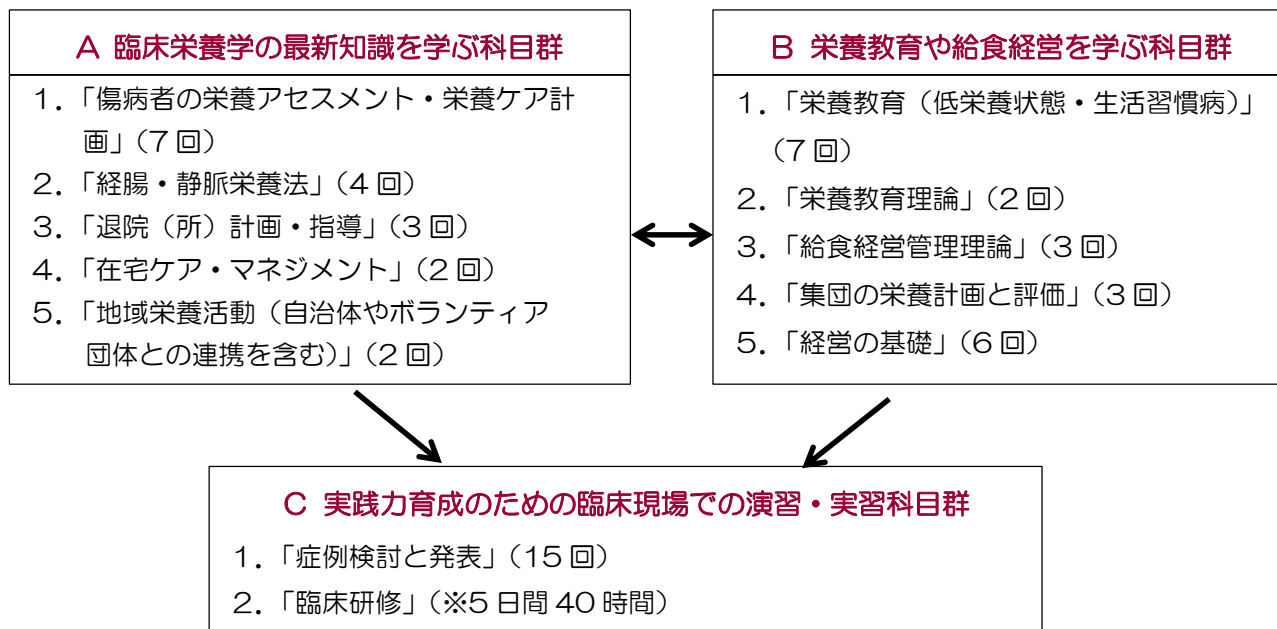 A 臨床栄養学の最新知識を学ぶ科目群
1.「傷病者の栄養アセスメント・栄養ケア計
画」(7回)
2.「経腸・静脈栄養法」(4回)
3.「退院(所)計画・指導」(3回)
4.「在宅ケア・マネジメント」(2回)
5.「地域栄養活動(自治体やボランティア
団体との連携を含む)」(2回)
B 栄養教育や給食経営を学ぶ科目群
1.「栄養教育(低栄養状態・生活習慣病)」
(7回)
2.「栄養教育理論」(2回)
3.「給食経営管理理論」(3回)
4.「集団の栄養計画と評価」(3回)
5.「経営の基礎」(6回)
C 実践力育成のための臨床現場での演習・実習科目群
1.「症例検討と発表」(15回)
2.「臨床研修」(※5日間40時間)